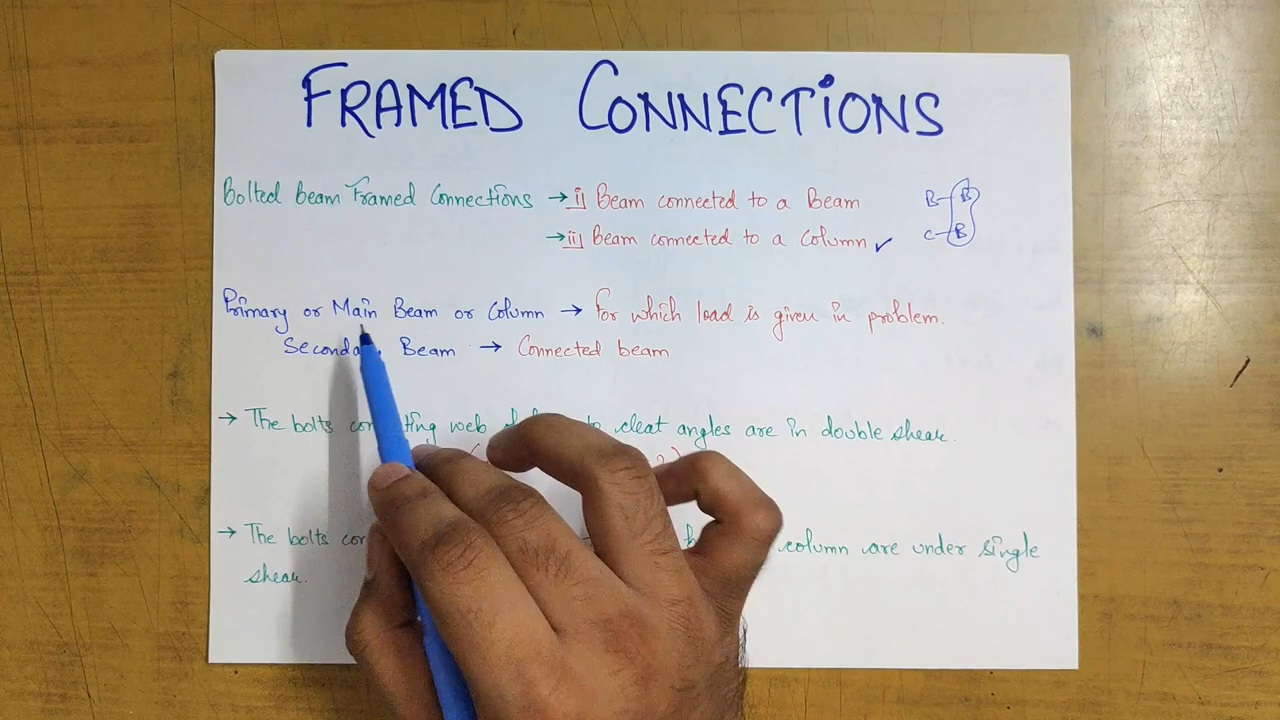 FRAMED CONNECTIONS
Bolted beam Framed Connections → i] Beam connected to a Beam
→ ii] Beam connected to a Column ✓
B - B
C - B
Primary or Main Beam or Column → For which load is given in problem.
Beam → Connected beam
→ The bolts web cleat angles are in double shear.
→ The bolts column are under single
shear.